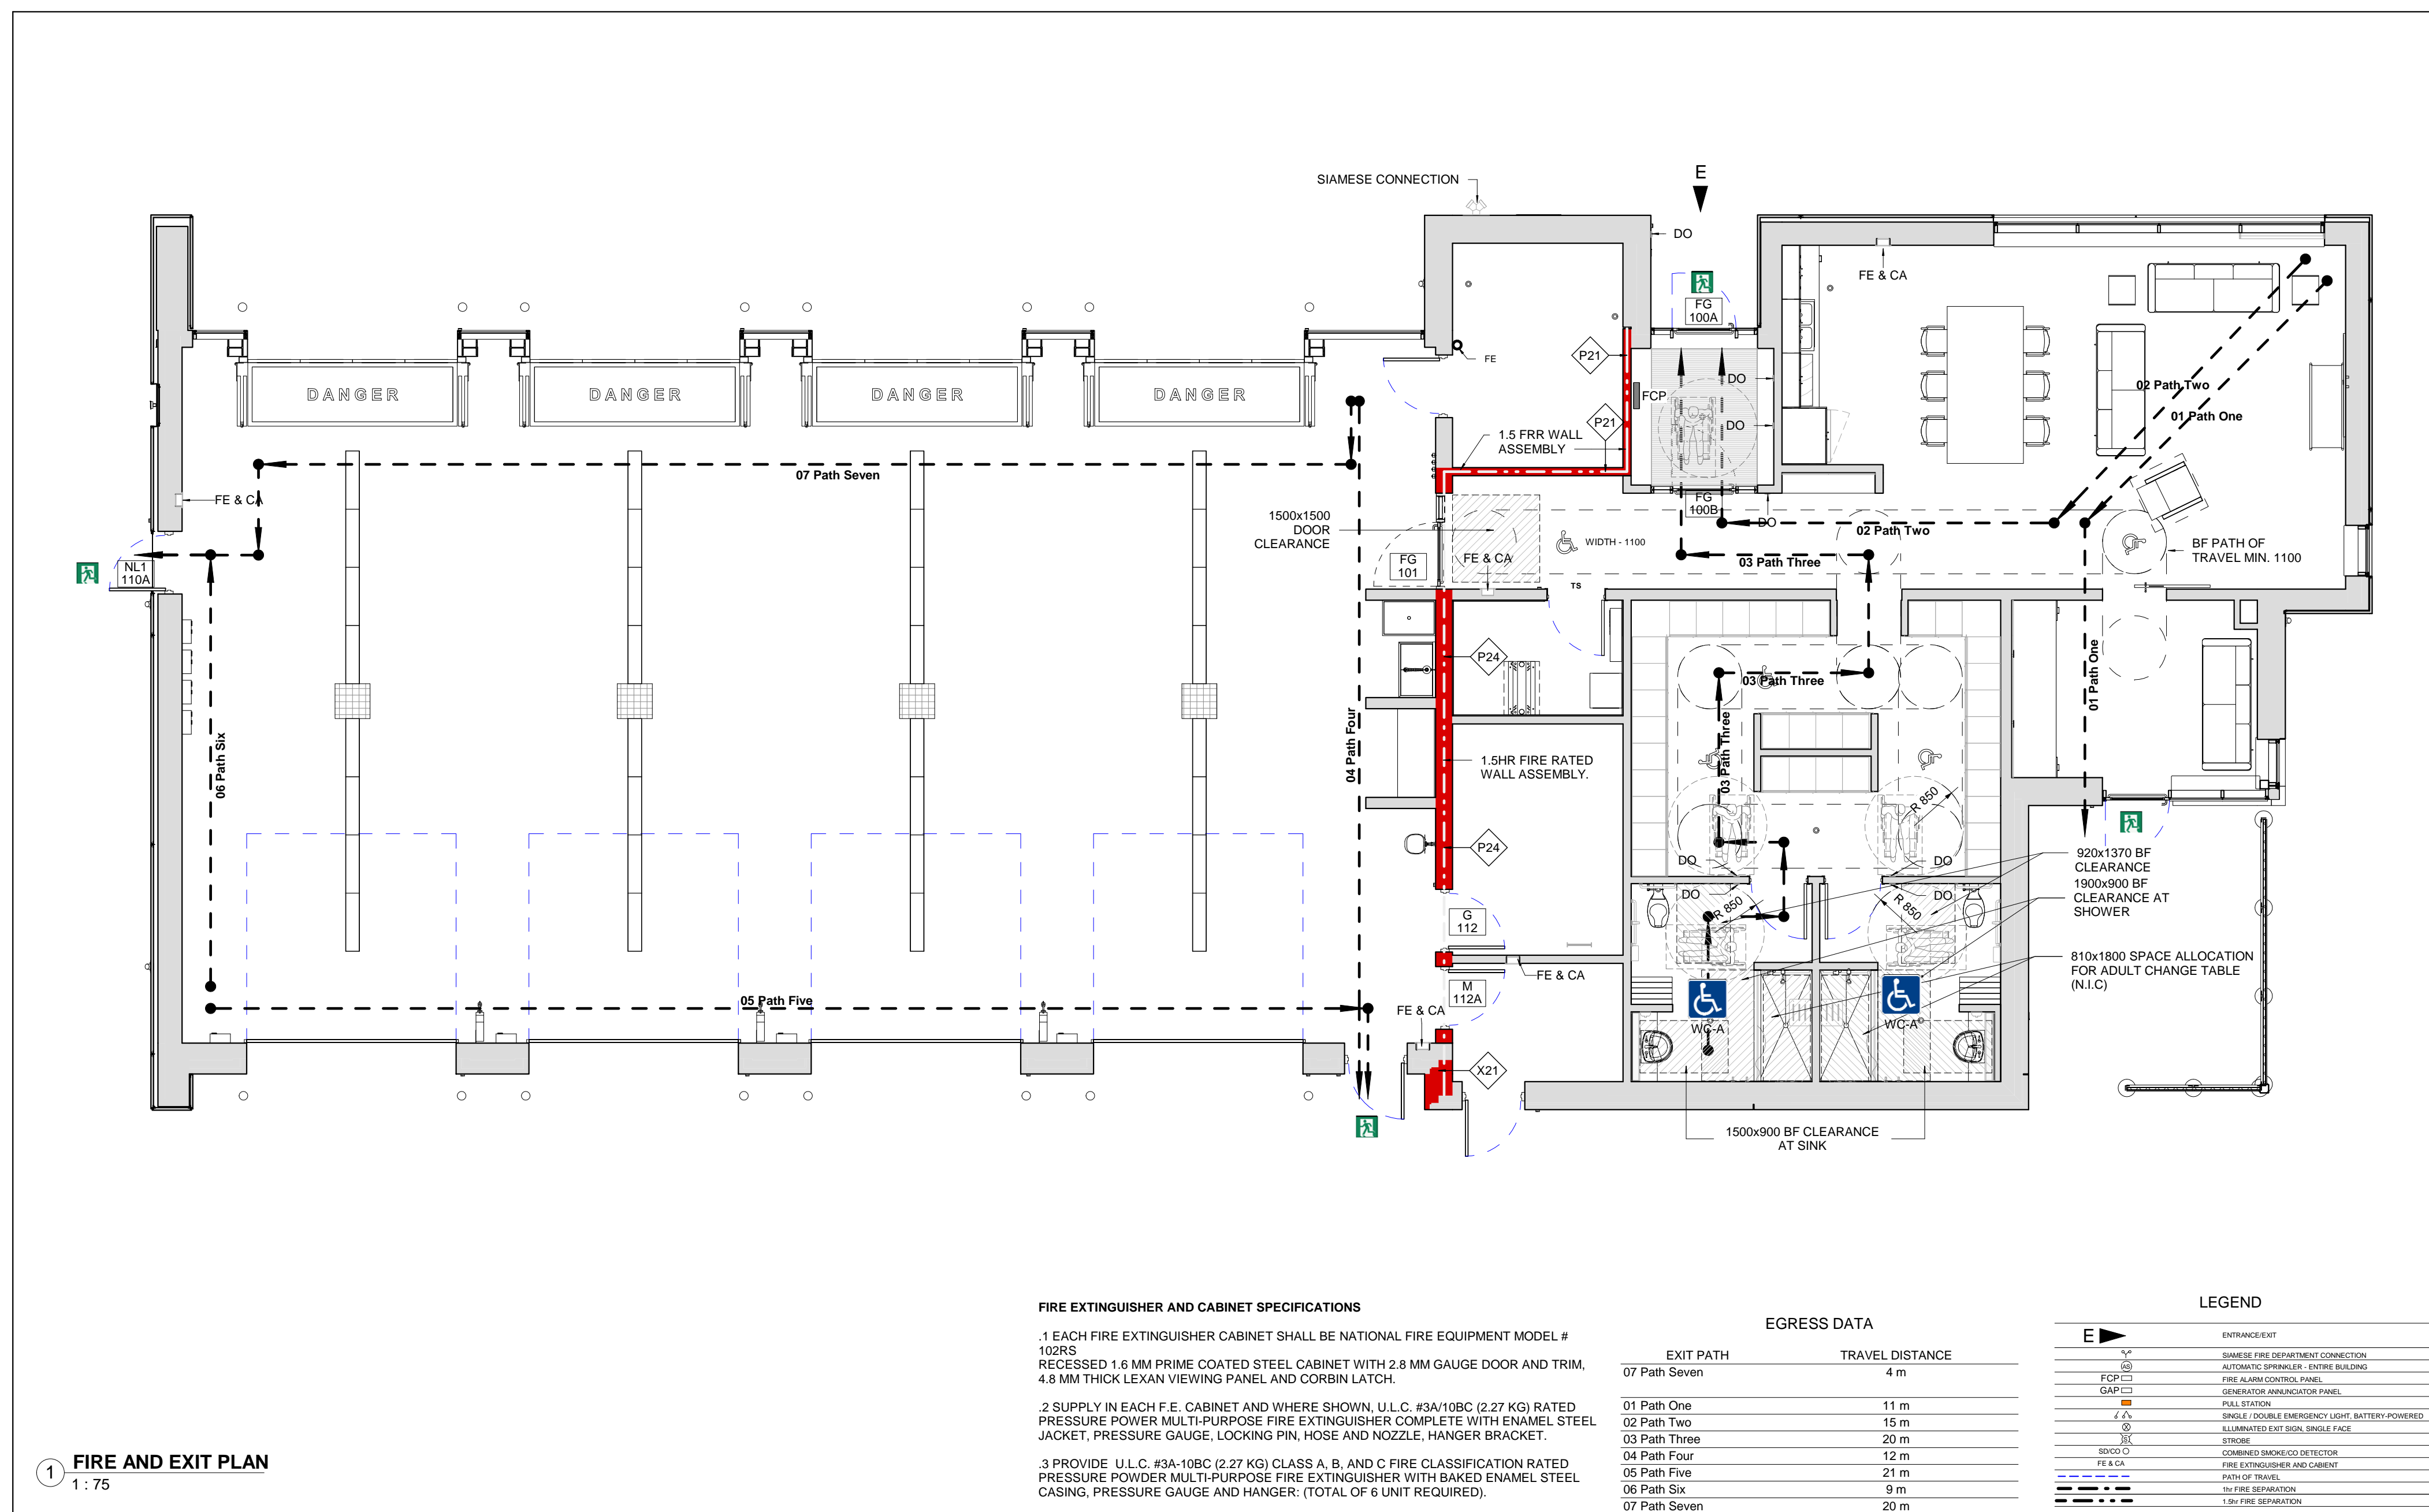 SIAMESE CONNECTION
E
DO
FE & CA
FG
100A
FE
P21
DO
FCP
DO
P21
1.5 FRR WALL
ASSEMBLY
DANGER
DANGER
DANGER
DANGER
02 Path Two
01 Path One
07 Path Seven
FE & CA
FG
100B
DO
02 Path Two
1500x1500
DOOR
CLEARANCE
WIDTH - 1100
BF PATH OF
TRAVEL MIN. 1100
FE & CA
FG
101
03 Path Three
TS
NL1
110A
P24
03 Path Three
01 Path One
04 Path Four
03 Path Three
06 Path Six
1.5HR FIRE RATED
WALL ASSEMBLY.
R 850
P24
DO
DO
920x1370 BF
CLEARANCE
1900x900 BF
CLEARANCE AT
SHOWER
DO
DO
R 850
R 850
G
112
810x1800 SPACE ALLOCATION
FOR ADULT CHANGE TABLE
(N.I.C)
FE & CA
M
112A
05 Path Five
FE & CA
WC-A
WC-A
X21
1500x900 BF CLEARANCE
AT SINK
FIRE EXTINGUISHER AND CABINET SPECIFICATIONS
.1 EACH FIRE EXTINGUISHER CABINET SHALL BE NATIONAL FIRE EQUIPMENT MODEL #
102RS
RECESSED 1.6 MM PRIME COATED STEEL CABINET WITH 2.8 MM GAUGE DOOR AND TRIM,
4.8 MM THICK LEXAN VIEWING PANEL AND CORBIN LATCH.
.2 SUPPLY IN EACH F.E. CABINET AND WHERE SHOWN, U.L.C. #3A/10BC (2.27 KG) RATED
PRESSURE POWER MULTI-PURPOSE FIRE EXTINGUISHER COMPLETE WITH ENAMEL STEEL
JACKET, PRESSURE GAUGE, LOCKING PIN, HOSE AND NOZZLE, HANGER BRACKET.
.3 PROVIDE U.L.C. #3A-10BC (2.27 KG) CLASS A, B, AND C FIRE CLASSIFICATION RATED
PRESSURE POWDER MULTI-PURPOSE FIRE EXTINGUISHER WITH BAKED ENAMEL STEEL
CASING, PRESSURE GAUGE AND HANGER: (TOTAL OF 6 UNIT REQUIRED).
EGRESS DATA
EXIT PATH TRAVEL DISTANCE
07 Path Seven 4 m
01 Path One 11 m
02 Path Two 15 m
03 Path Three 20 m
04 Path Four 12 m
05 Path Five 21 m
06 Path Six 9 m
07 Path Seven 20 m
LEGEND
E ENTRANCE/EXIT
SIAMESE FIRE DEPARTMENT CONNECTION
AS AUTOMATIC SPRINKLER - ENTIRE BUILDING
FCP FIRE ALARM CONTROL PANEL
GAP GENERATOR ANNUNCIATOR PANEL
PULL STATION
SINGLE / DOUBLE EMERGENCY LIGHT, BATTERY-POWERED
X ILLUMINATED EXIT SIGN, SINGLE FACE
S STROBE
SD/CO COMBINED SMOKE/CO DETECTOR
FE & CA FIRE EXTINGUISHER AND CABIENT
PATH OF TRAVEL
1hr FIRE SEPARATION
1.5hr FIRE SEPARATION
1 FIRE AND EXIT PLAN
1 : 75